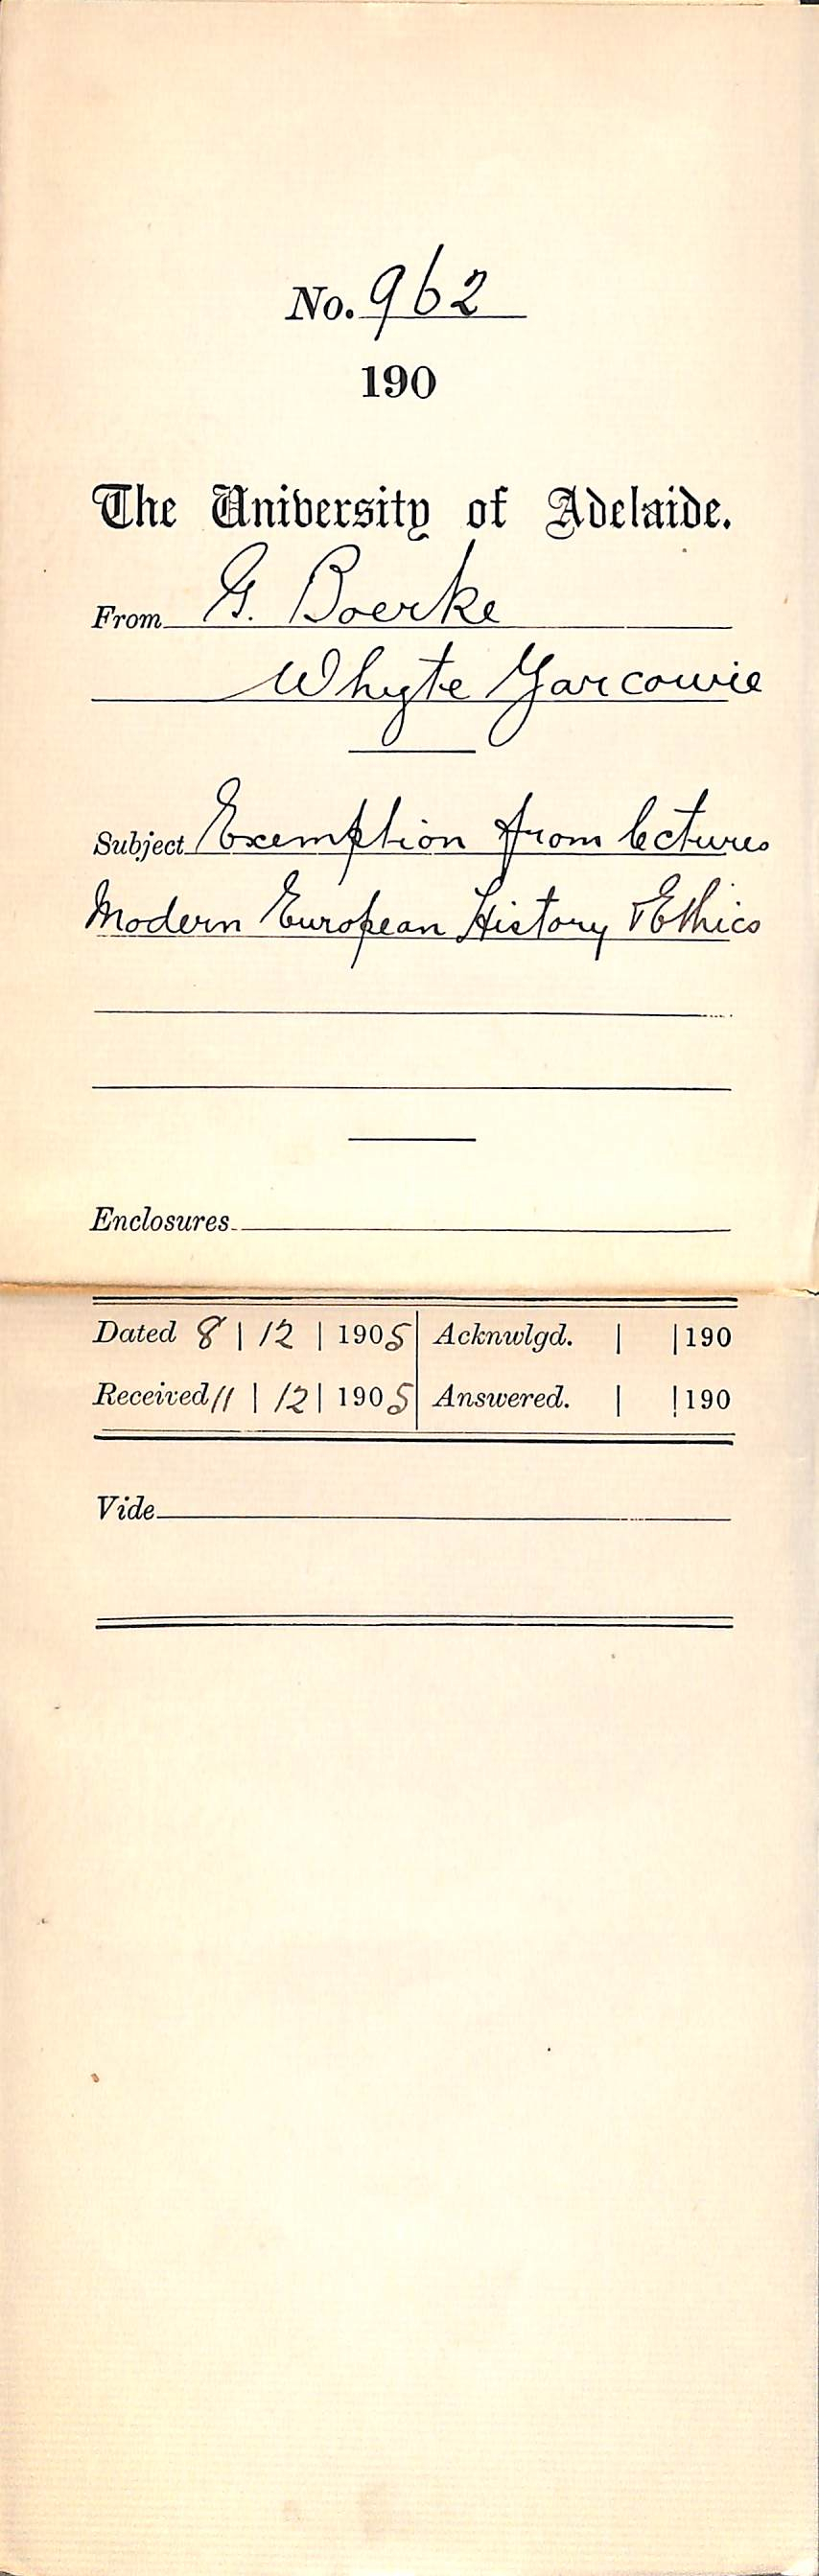 No. 962
190
The University of Adelaide.
From G. Boerke
Whyte Yarcowie
Subject Exemption from lectures
Modern European History & Ethics
Enclosures
Dated 8 | 12 | 1905 Acknwlgd. | | 190
Received 11 | 12 | 1905 Answered. | | 190
Vide